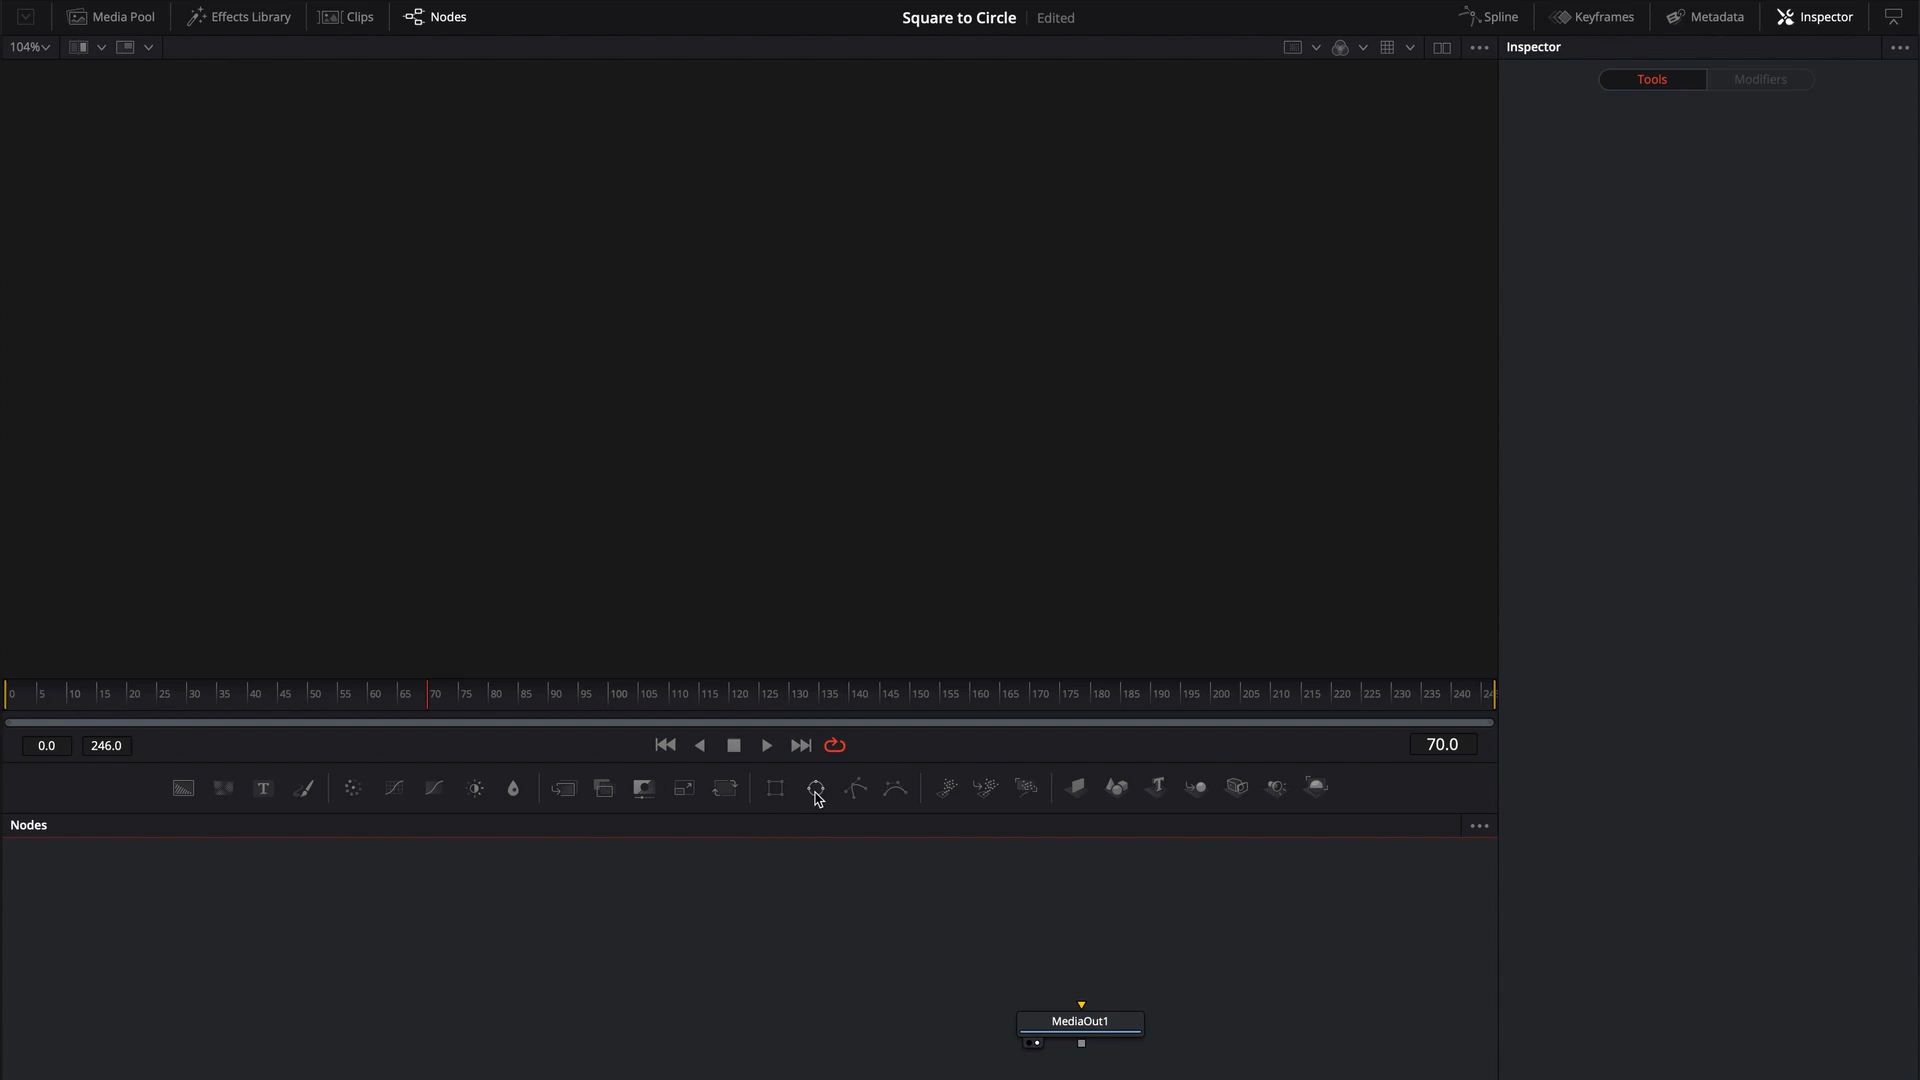 Media Pool Effects Library Clips Nodes Square to Circle Edited Spline Keyframes Metadata Inspector
104% Inspector
Tools Modifiers
0 5 10 15 20 25 30 35 40 45 50 55 60 65 70 75 80 85 90 95 100 105 110 115 120 125 130 135 140 145 150 155 160 165 170 175 180 185 190 195 200 205 210 215 220 225 230 235 240
0.0 246.0 70.0
T
Nodes
MediaOut1